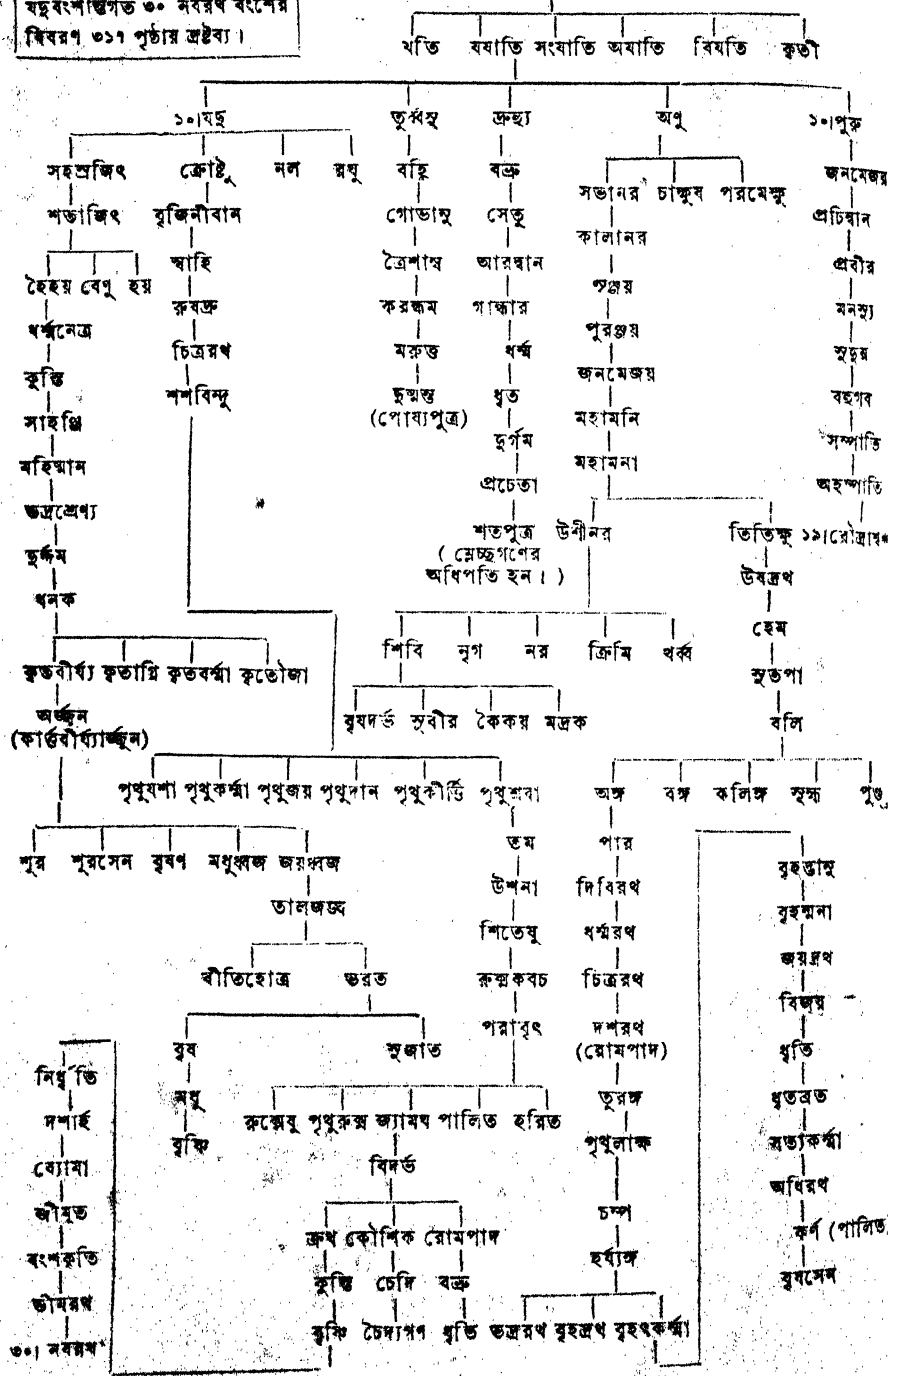 যদুবংশান্তর্গত ৩০ নবরথ বংশের
বিবরণ ৩১৭ পৃষ্ঠায় দ্রষ্টব্য ।
যতি যযাতি সংযাতি অযাতি বিযতি কৃতী
১০।যদু তুর্ব্বসু দ্রুহ্যু অণু ১০।পুরু
সহস্রজিৎ ক্রোষ্টু নল রঘু বহ্নি বভ্রু
সভানর চাক্ষুষ পরমেক্ষু জনমেজয়
শতাজিৎ বৃজিনীবান গোভানু সেতু প্রচিন্বান
কালানর
হৈহয় বেণু হয় স্বাহি ত্রৈশাম্ব আরদ্বান সৃঞ্জয় প্রবীর
ধর্ম্মনেত্র রুষদ্রু করন্ধম গান্ধার পুরঞ্জয় মনস্যু
কুন্তি চিত্ররথ মরুত্ত ধর্ম্ম জনমেজয়
সাহঞ্জি শশবিন্দু দুষ্মন্ত ধৃত মহামনি বহুগব
(পোষ্যপুত্র)
মহিষ্মান দুর্গম মহামনা সম্পাতি
ভদ্রশ্রেণ্য প্রচেতা অহম্পাতি
দুর্দ্দম শতপুত্র উশীনর তিতিক্ষু
( ম্লেচ্ছগণের
অধিপতি হন। )
ধনক উষদ্রথ
হেম
শিবি নৃগ নর ক্রিমি থর্ব্ব
কৃতবীর্য্য কৃতাগ্নি কৃতবর্ম্মা কৃতৌজা সুতপা
অর্জ্জুন বৃষদর্ভ সুবীর কৈকয় মদ্রক বলি
(কার্ত্তবীর্য্যার্জ্জুন)
পৃথুযশা পৃথুকর্ম্মা পৃথুজয় পৃথুদান পৃথুকীর্ত্তি পৃথুশ্রবা অঙ্গ বঙ্গ কলিঙ্গ সুহ্ম পুণ্ড্র
শূর শূরসেন বৃষণ মধুধ্বজ জয়ধ্বজ তম পার বৃহদ্ভানু
তালজঙ্ঘ উশনা দিবিরথ বৃহন্মনা
শিতেষু ধর্ম্মরথ জয়দ্রথ
বীতিহোত্র ভরত রুক্মকবচ চিত্ররথ বিজয়
বৃষ সুজাত পরাবৃৎ দশরথ ধৃতি
(রোমপাদ)
মধু তুরঙ্গ ধৃতব্রত
বৃষ্ণি রুক্মেষু পৃথুরুক্ম জ্যামঘ পালিত হরিত পৃথুলাক্ষ সত্যকর্ম্মা
দশার্হ বিদর্ভ অধিরথ
ব্যোমা চম্প
জীমূত ক্রথ কৌশিক রোমপাদ হর্য্যঙ্গ কর্ণ (পালিত
বংশকৃতি কুন্তি চেদি বভ্রু বৃষসেন
ভীমরথ বৃষ্ণি চৈদ্যগণ ধৃতি ভদ্ররথ বৃহদ্রথ বৃহৎকর্ম্মা
৩০। নবরথ*